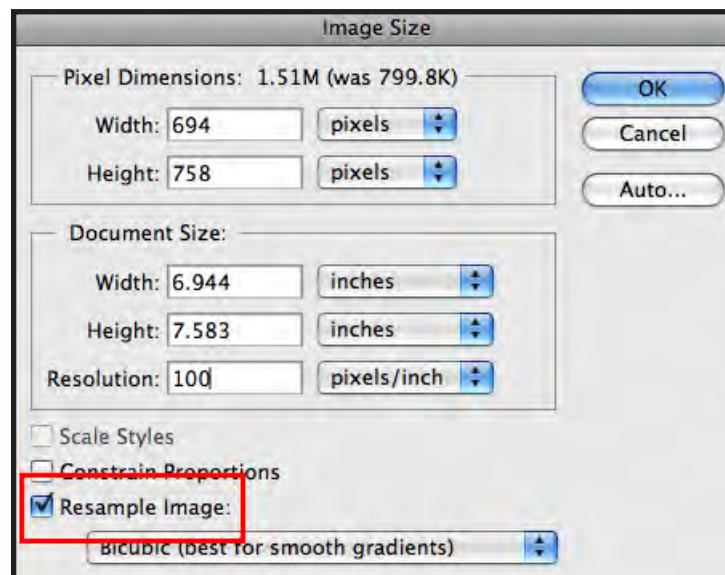 Image Size
Pixel Dimensions: 1.51M (was 799.8K)
OK
Width: 694 pixels
Cancel
Height: 758 pixels
Auto...
Document Size:
Width: 6.944 inches
Height: 7.583 inches
Resolution: 100 pixels/inch
Scale Styles
Constrain Proportions
Resample Image:
Bicubic (best for smooth gradients)